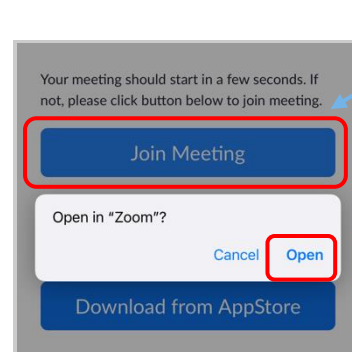 Your meeting should start in a few seconds. If
not, please click button below to join meeting.
Join Meeting
Open in “Zoom”?
Cancel Open
Download from AppStore